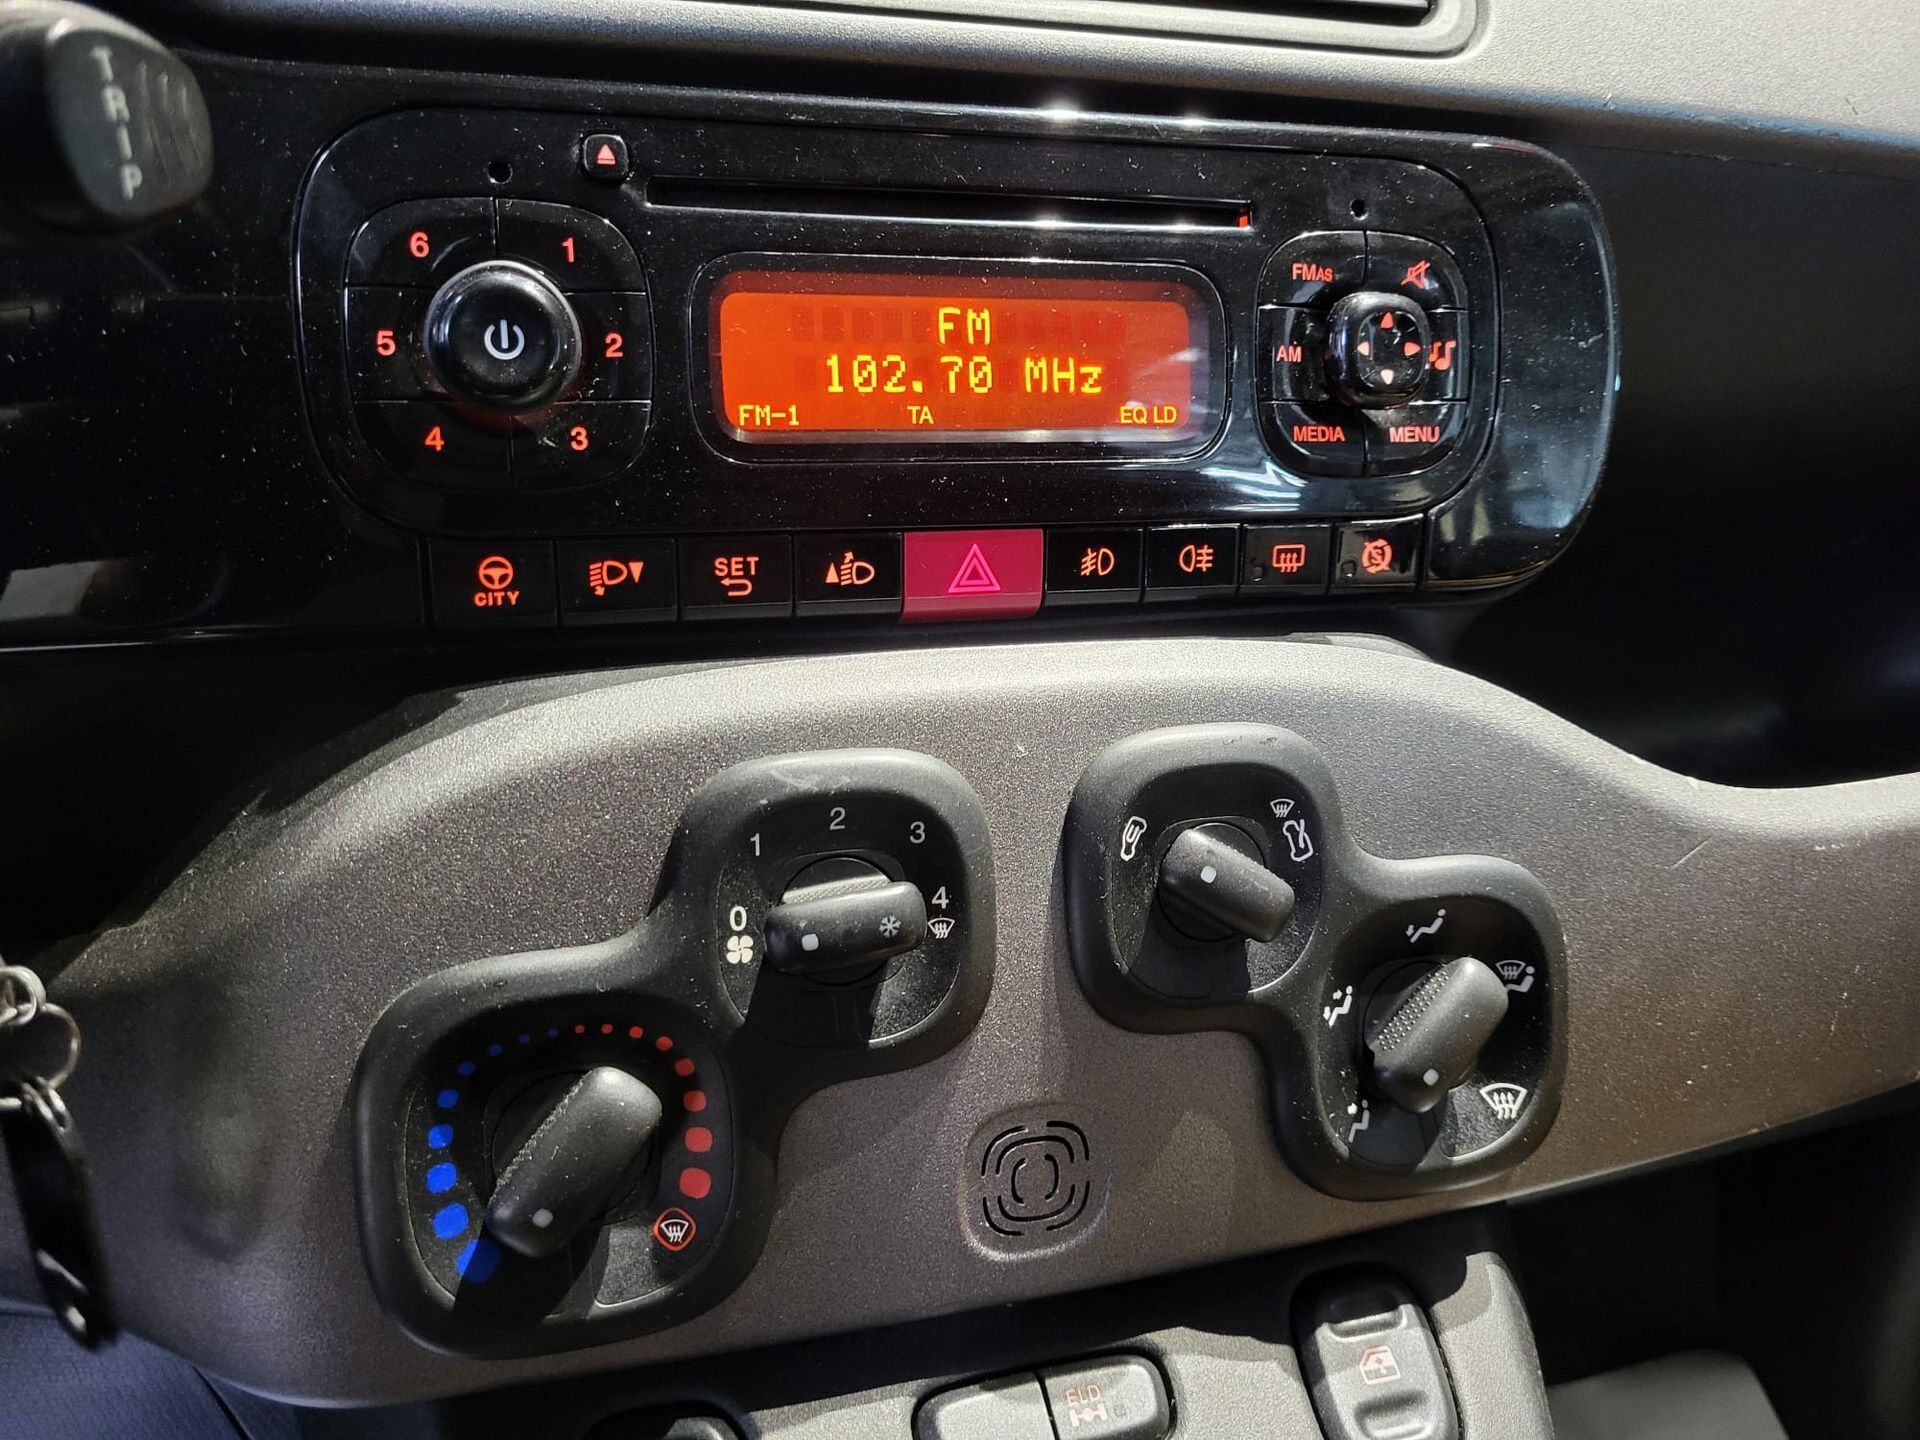 TRIP
6
1
5
2
4
3
FM
102.70 MHz
FM-1 TA EQ LD
FMAS
AM
MEDIA
MENU
CITY
SET
S
0
1
2
3
4
ELD